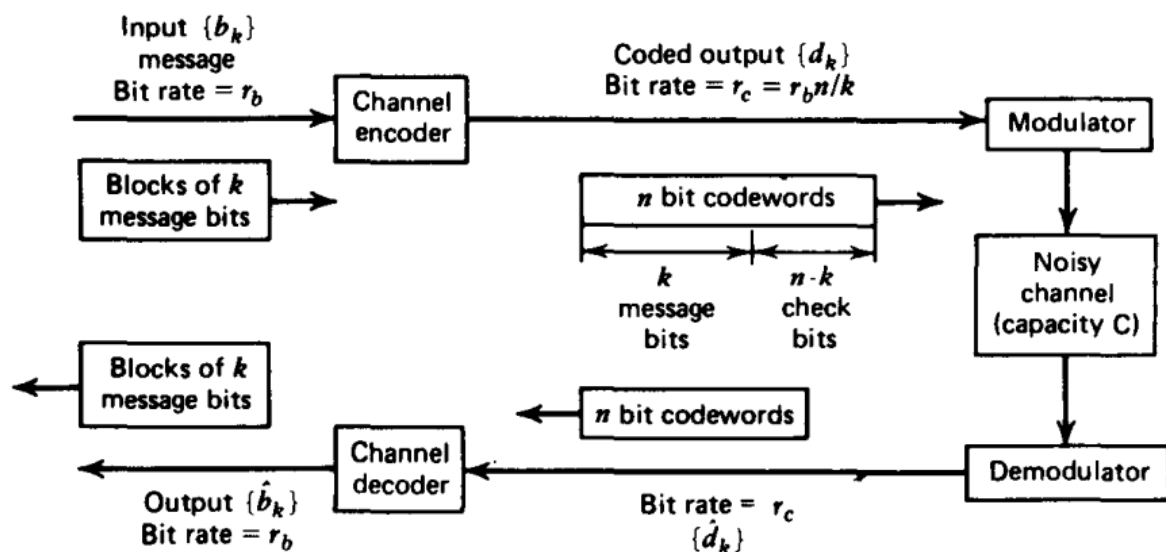 Input {b_k}
message
Bit rate = r_b
Channel
encoder
Coded output {d_k}
Bit rate = r_c = r_b n/k
Modulator
Blocks of k
message bits
n bit codewords
k
message
bits
n - k
check
bits
Noisy
channel
(capacity C)
Blocks of k
message bits
n bit codewords
Channel
decoder
Demodulator
Output {b̂_k}
Bit rate = r_b
Bit rate = r_c
{d̂_k}